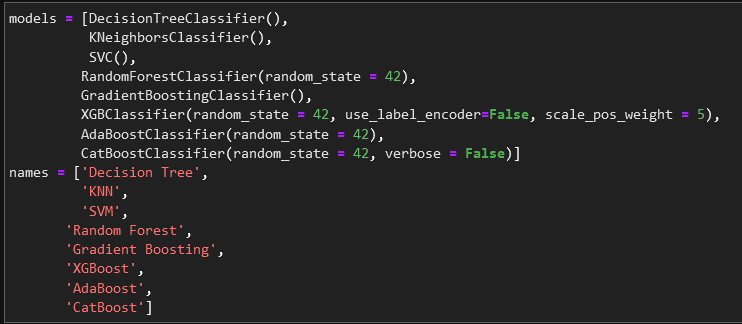 models = [DecisionTreeClassifier(),
          KNeighborsClassifier(),
          SVC(),
         RandomForestClassifier(random_state = 42),
         GradientBoostingClassifier(),
         XGBClassifier(random_state = 42, use_label_encoder=False, scale_pos_weight = 5),
         AdaBoostClassifier(random_state = 42),
         CatBoostClassifier(random_state = 42, verbose = False)]
names = ['Decision Tree',
         'KNN',
         'SVM',
       'Random Forest',
       'Gradient Boosting',
       'XGBoost',
       'AdaBoost',
       'CatBoost']